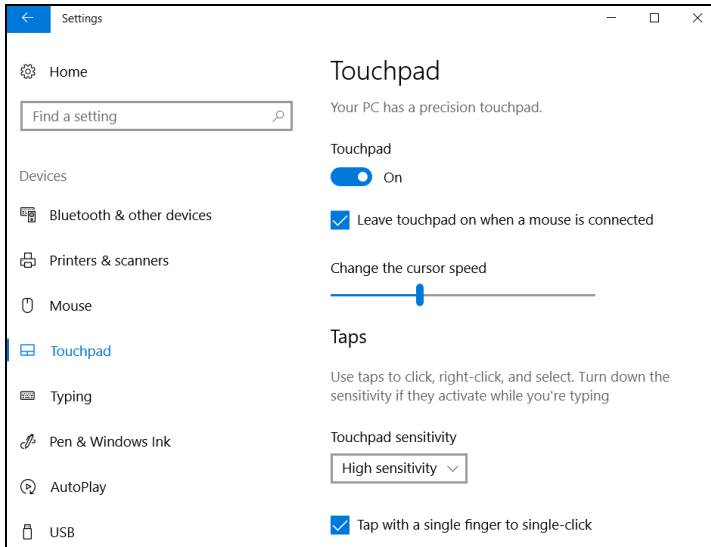 Settings
Home
Find a setting
Devices
Bluetooth & other devices
Printers & scanners
Mouse
Touchpad
Typing
Pen & Windows Ink
AutoPlay
USB
Touchpad
Your PC has a precision touchpad.
Touchpad
On
Leave touchpad on when a mouse is connected
Change the cursor speed
Taps
Use taps to click, right-click, and select. Turn down the
sensitivity if they activate while you're typing
Touchpad sensitivity
High sensitivity
Tap with a single finger to single-click